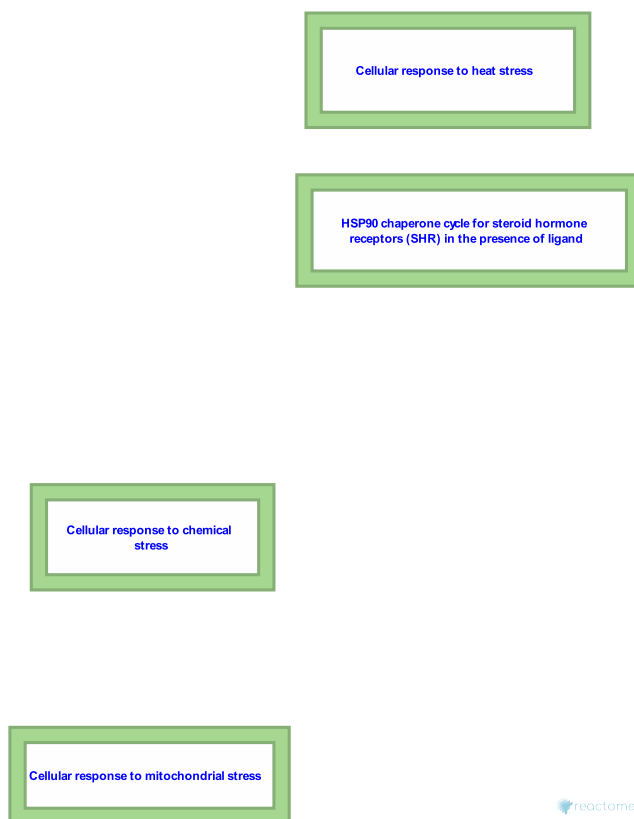 Cellular response to heat stress
HSP90 chaperone cycle for steroid hormone
receptors (SHR) in the presence of ligand
Cellular response to chemical
stress
Cellular response to mitochondrial stress
reactome